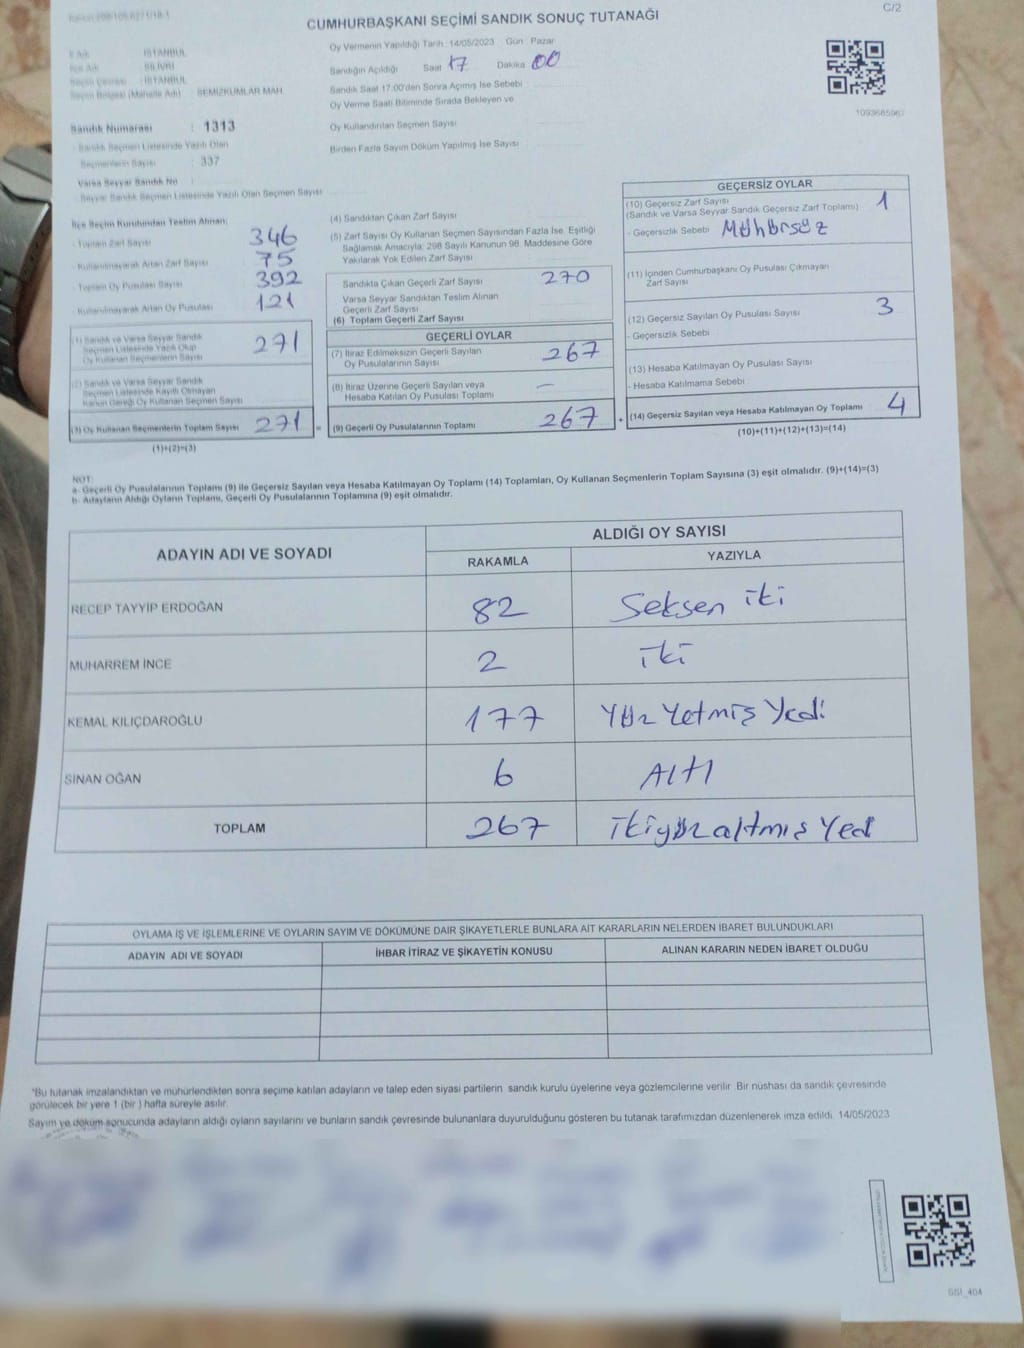 C/2
CUMHURBAŞKANI SEÇİMİ SANDIK SONUÇ TUTANAĞI
İSTANBUL
SİLİVRİ
İSTANBUL
SEMİZKUMLAR MAH.
Sandık Numarası : 1313
- Sandık Seçmen Listesinde Yazılı Olan
Seçmenlerin Sayısı : 337
Varsa Seyyar Sandık No :
- Seyyar Sandık Seçmen Listesinde Yazılı Olan Seçmen Sayısı
Oy Vermenin Yapıldığı Tarih : 14/05/2023 Gün : Pazar
Sandığın Açıldığı Saat 17 Dakika 00
Sandık Saat 17:00'den Sonra Açımış İse Sebebi
Oy Verme Saati Bitiminde Sırada Bekleyen ve
Oy Kullandırılan Seçmen Sayısı
Birden Fazla Sayım Döküm Yapılmış İse Sayısı
İlçe Seçim Kurulundan Teslim Alınan;
- Toplam Zarf Sayısı 346
- Kullanılmayarak Artan Zarf Sayısı 75
- Toplam Oy Pusulası Sayısı 392
- Kullanılmayarak Artan Oy Pusulası 121
(1) Sandık ve Varsa Seyyar Sandık
Seçmen Listesinde Yazılı Olup
Oy Kullanan Seçmenlerin Sayısı 271
(2) Sandık ve Varsa Seyyar Sandık
Seçmen Listesinde Kayıtlı Olmayan
Kanun Gereği Oy Kullanan Seçmen Sayısı
(3) Oy Kullanan Seçmenlerin Toplam Sayısı 271 =
(1)+(2)=(3)
(4) Sandıktan Çıkan Zarf Sayısı
(5) Zarf Sayısı Oy Kullanan Seçmen Sayısından Fazla İse, Eşitliği
Sağlamak Amacıyla; 298 Sayılı Kanunun 98. Maddesine Göre
Yakılarak Yok Edilen Zarf Sayısı
Sandıkta Çıkan Geçerli Zarf Sayısı 270
Varsa Seyyar Sandıktan Teslim Alınan
Geçerli Zarf Sayısı
(6) Toplam Geçerli Zarf Sayısı
GEÇERLİ OYLAR
(7) İtiraz Edilmeksizin Geçerli Sayılan
Oy Pusulalarının Sayısı 267
(8) İtiraz Üzerine Geçerli Sayılan veya
Hesaba Katılan Oy Pusulası Toplamı —
(9) Geçerli Oy Pusulalarının Toplamı 267 +
GEÇERSİZ OYLAR
(10) Geçersiz Zarf Sayısı 1
(Sandık ve Varsa Seyyar Sandık Geçersiz Zarf Toplamı)
- Geçersizlik Sebebi : Mühürsüz
(11) İçinden Cumhurbaşkanı Oy Pusulası Çıkmayan
Zarf Sayısı
(12) Geçersiz Sayılan Oy Pusulası Sayısı 3
- Geçersizlik Sebebi :
(13) Hesaba Katılmayan Oy Pusulası Sayısı
- Hesaba Katılmama Sebebi :
(14) Geçersiz Sayılan veya Hesaba Katılmayan Oy Toplamı 4
(10)+(11)+(12)+(13)=(14)
NOT:
a- Geçerli Oy Pusulalarının Toplamı (9) ile Geçersiz Sayılan veya Hesaba Katılmayan Oy Toplamı (14) Toplamları, Oy Kullanan Seçmenlerin Toplam Sayısına (3) eşit olmalıdır. (9)+(14)=(3)
b- Adayların Aldığı Oyların Toplamı, Geçerli Oy Pusulalarının Toplamına (9) eşit olmalıdır.
ADAYIN ADI VE SOYADI
ALDIĞI OY SAYISI
RAKAMLA YAZIYLA
RECEP TAYYİP ERDOĞAN 82 Seksen iki
MUHARREM İNCE 2 iki
KEMAL KILIÇDAROĞLU 177 Yüz Yetmiş Yedi
SİNAN OĞAN 6 Altı
TOPLAM 267 ikiyüzaltmış Yedi
OYLAMA İŞ VE İŞLEMLERİNE VE OYLARIN SAYIM VE DÖKÜMÜNE DAİR ŞİKAYETLERLE BUNLARA AİT KARARLARIN NELERDEN İBARET BULUNDUKLARI
ADAYIN ADI VE SOYADI İHBAR İTİRAZ VE ŞİKAYETİN KONUSU ALINAN KARARIN NEDEN İBARET OLDUĞU
"Bu tutanak imzalandıktan ve mühürlendikten sonra seçime katılan adayların ve talep eden siyasi partilerin sandık kurulu üyelerine veya gözlemcilerine verilir. Bir nüshası da sandık çevresinde
görülecek bir yere 1 (bir ) hafta süreyle asılır.
Sayım ve döküm sonucunda adayların aldığı oyların sayılarını ve bunların sandık çevresinde bulunanlara duyurulduğunu gösteren bu tutanak tarafımızdan düzenlenerek imza edildi. 14/05/2023
SSİ_404